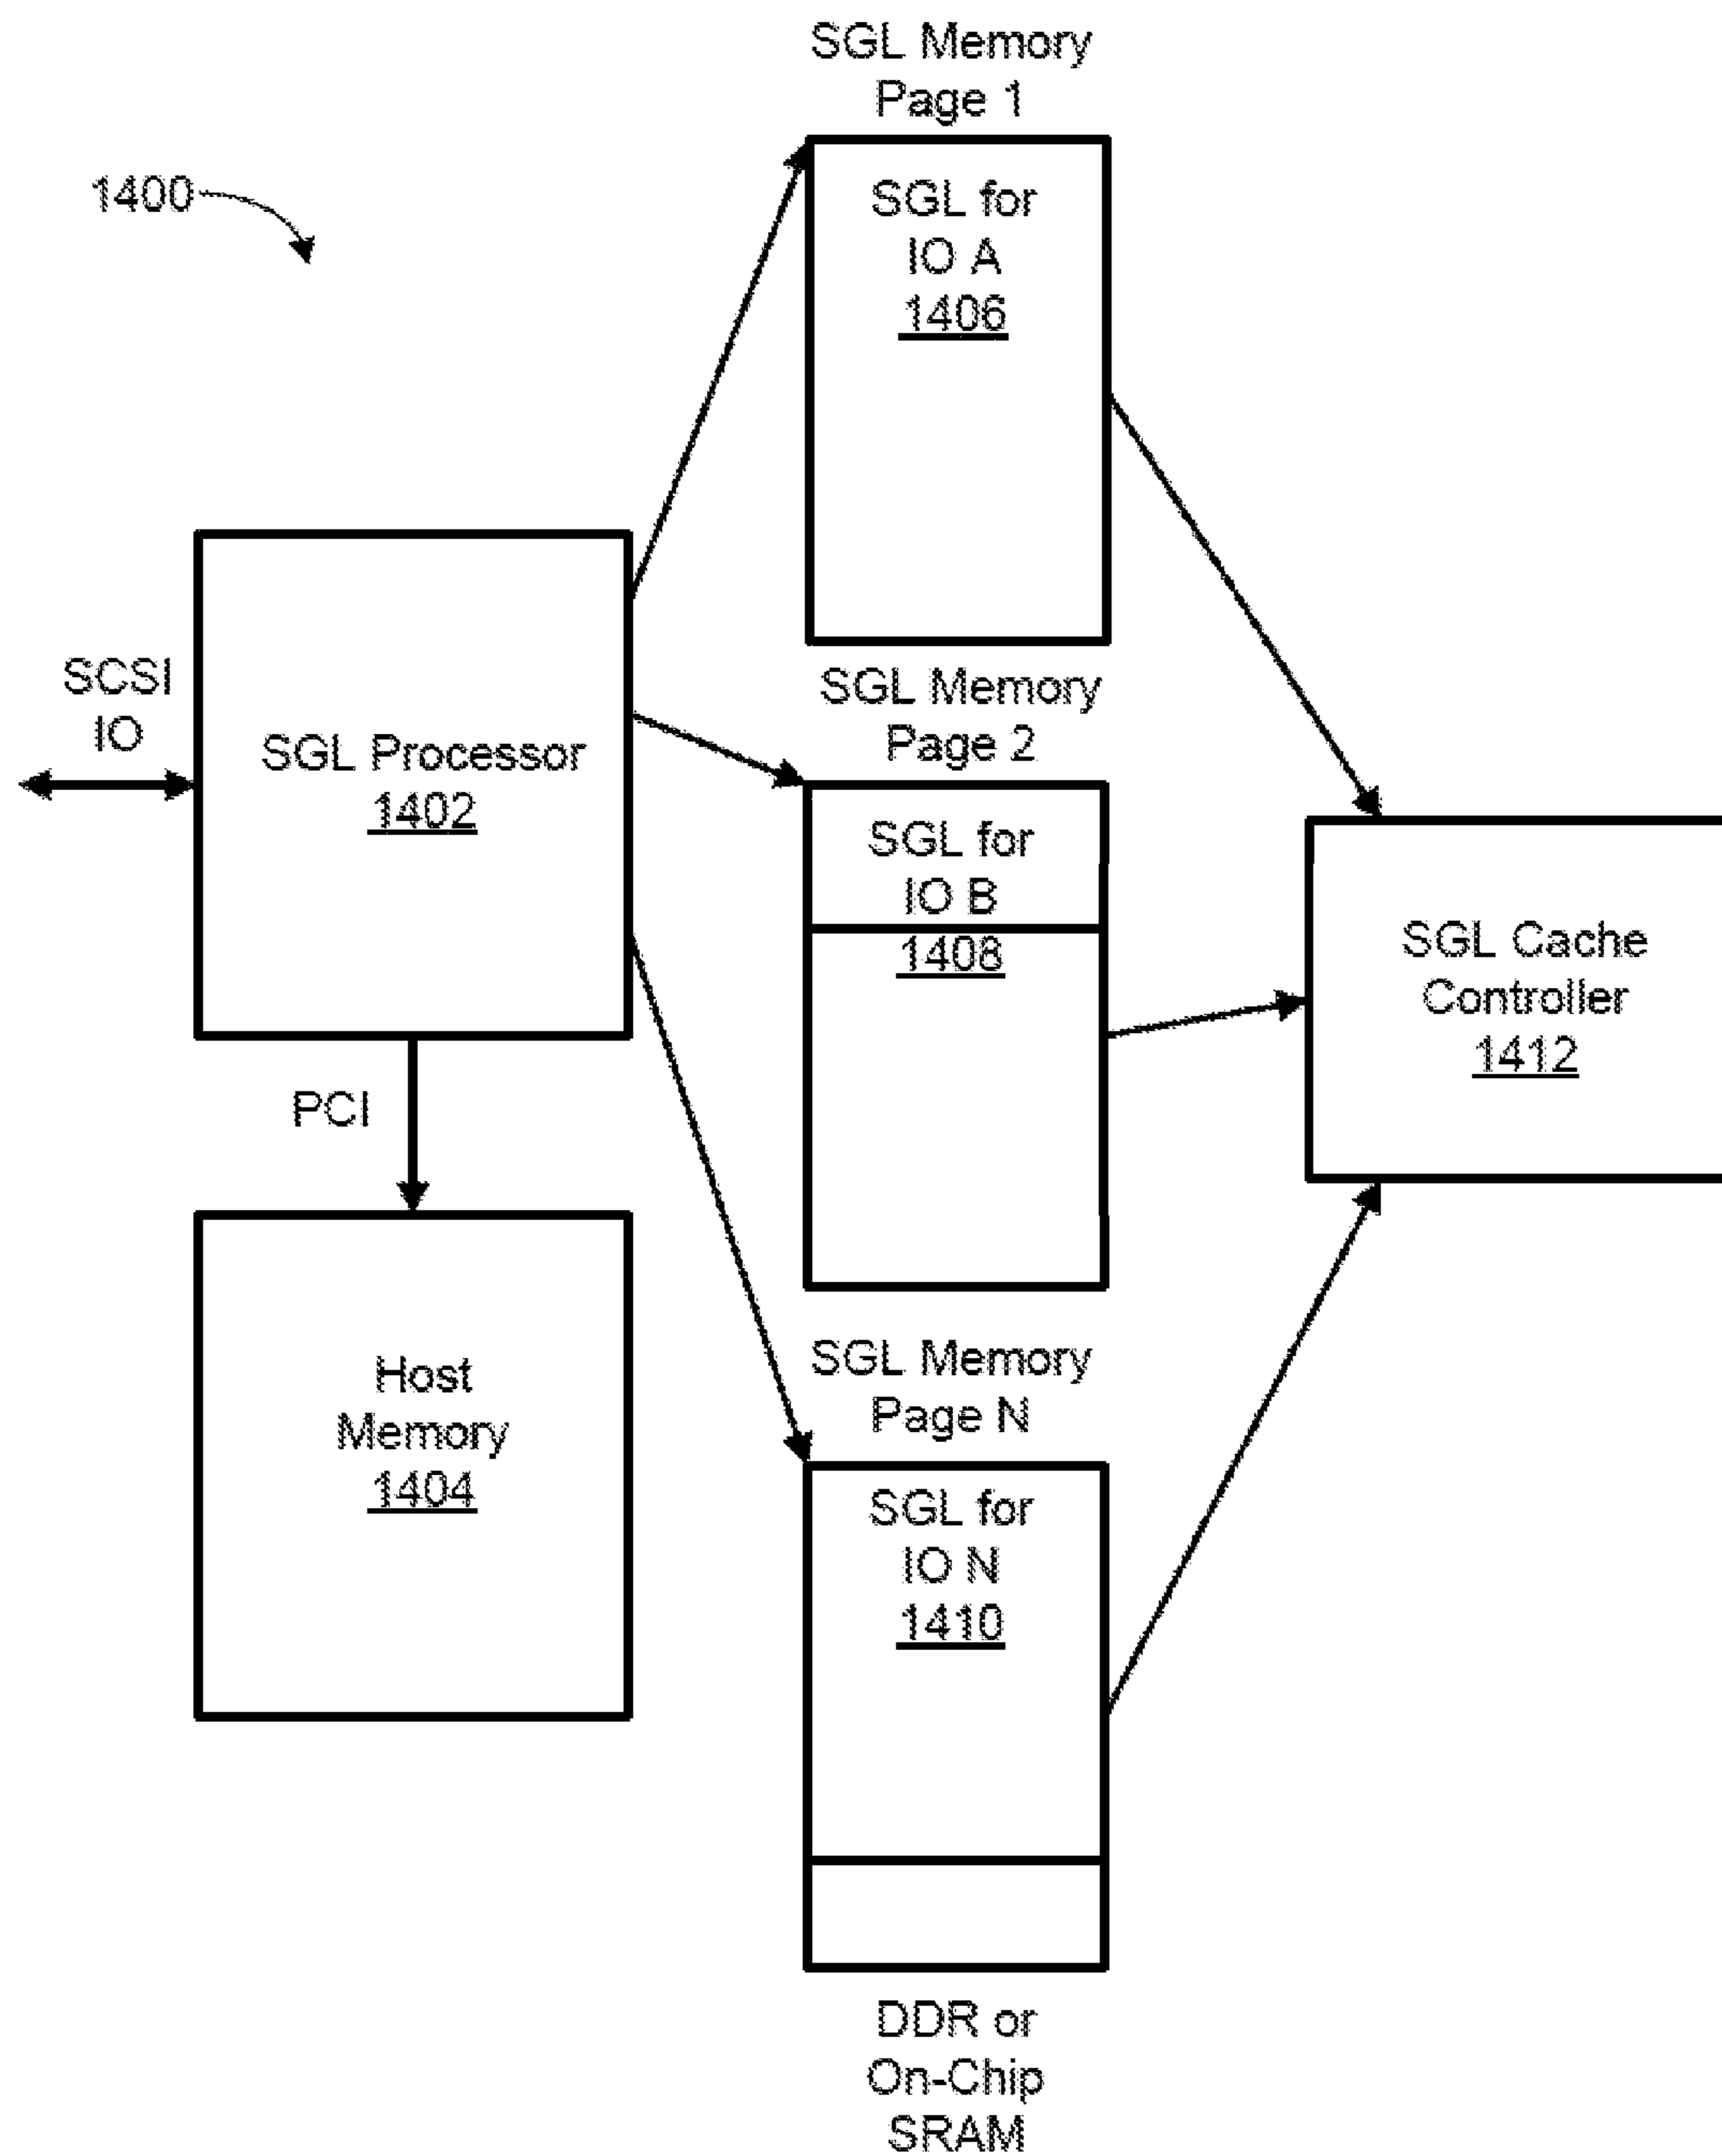 SGL Memory
Page 1
1400
SGL for
IO A
1406
SCSI
IO
SGL Processor
1402
SGL Memory
Page 2
SGL for
IO B
1408
SGL Cache
Controller
1412
PCI
Host
Memory
1404
SGL Memory
Page N
SGL for
IO N
1410
DDR or
On-Chip
SRAM